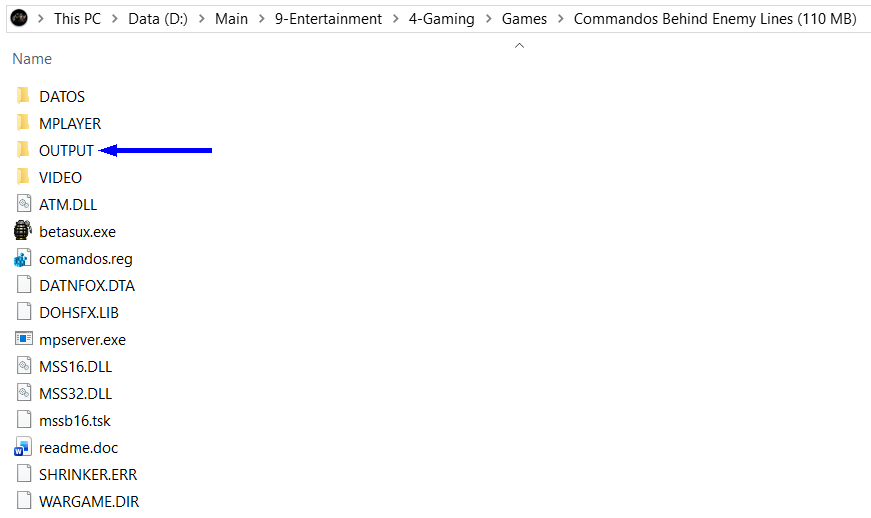 This PC > Data (D:) > Main > 9-Entertainment > 4-Gaming > Games > Commandos Behind Enemy Lines (110 MB)
Name
DATOS
MPLAYER
OUTPUT
VIDEO
ATM.DLL
betasux.exe
comandos.reg
DATNFOX.DTA
DOHSFX.LIB
mpserver.exe
MSS16.DLL
MSS32.DLL
mssb16.tsk
readme.doc
SHRINKER.ERR
WARGAME.DIR